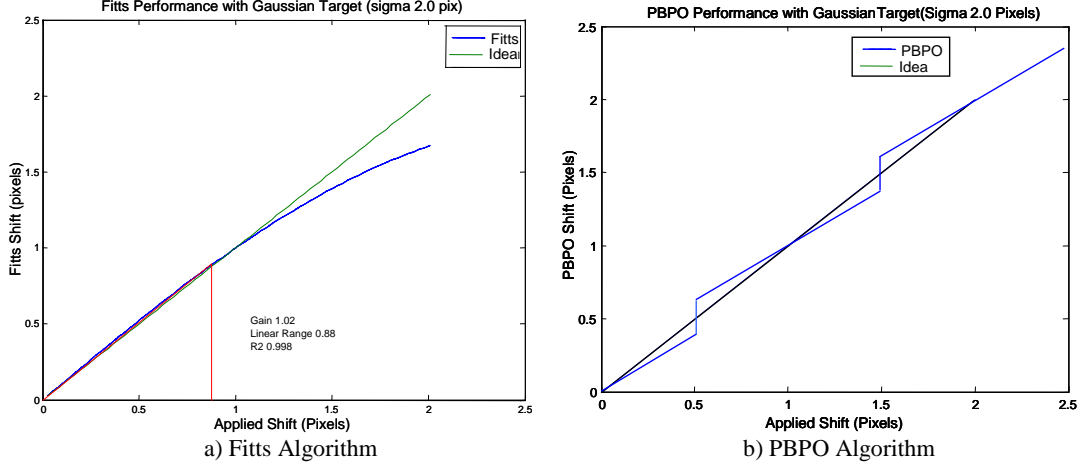 Fitts Performance with Gaussian Target (sigma 2.0 pix)
2.5
2
1.5
1
0.5
0
Fitts Shift (pixels)
Fitts
Idea
Gain 1.02
Linear Range 0.88
R2 0.998
0 0.5 1 1.5 2 2.5
Applied Shift (Pixels)
a) Fitts Algorithm
PBPO Performance with Gaussian Target(Sigma 2.0 Pixels)
2.5
2
1.5
1
0.5
0
PBPO Shift (Pixels)
PBPO
Idea
0 0.5 1 1.5 2 2.5
Applied Shift (Pixels)
b) PBPO Algorithm